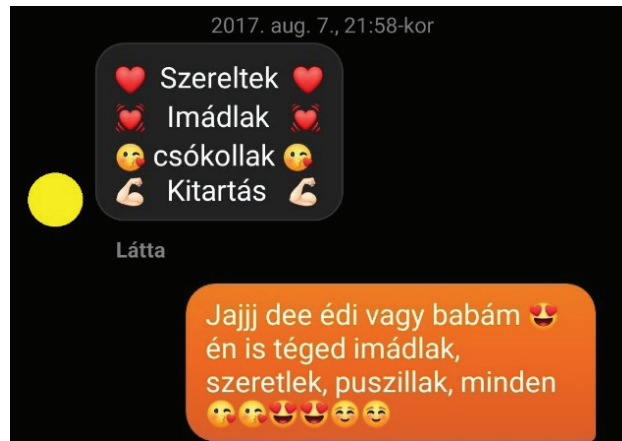 2017. aug. 7., 21:58-kor
❤️ Szereltek ❤️
💓 Imádlak 💓
😘 csókollak 😘
💪🏻 Kitartás 💪🏻
Látta
Jajjj dee édi vagy babám 😍
én is téged imádlak,
szeretlek, puszillak, minden
😘😘😍😍☺️☺️